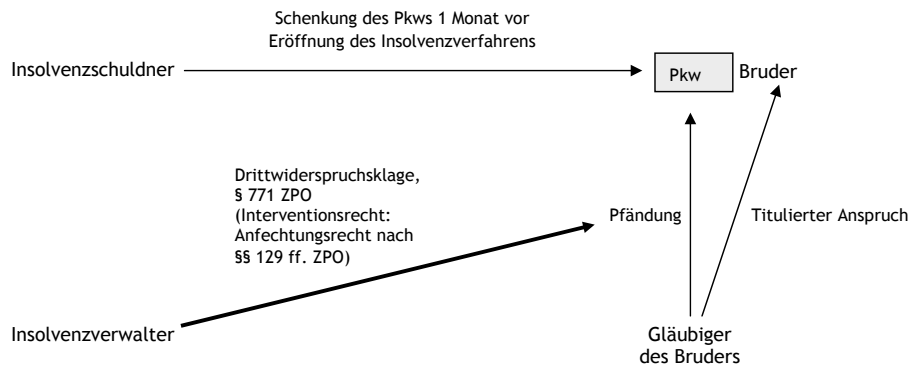 Schenkung des Pkws 1 Monat vor
Eröffnung des Insolvenzverfahrens
Insolvenzschuldner
Pkw
Bruder
Drittwiderspruchsklage,
§ 771 ZPO
(Interventionsrecht:
Anfechtungsrecht nach
§§ 129 ff. ZPO)
Pfändung
Titulierter Anspruch
Insolvenzverwalter
Gläubiger
des Bruders